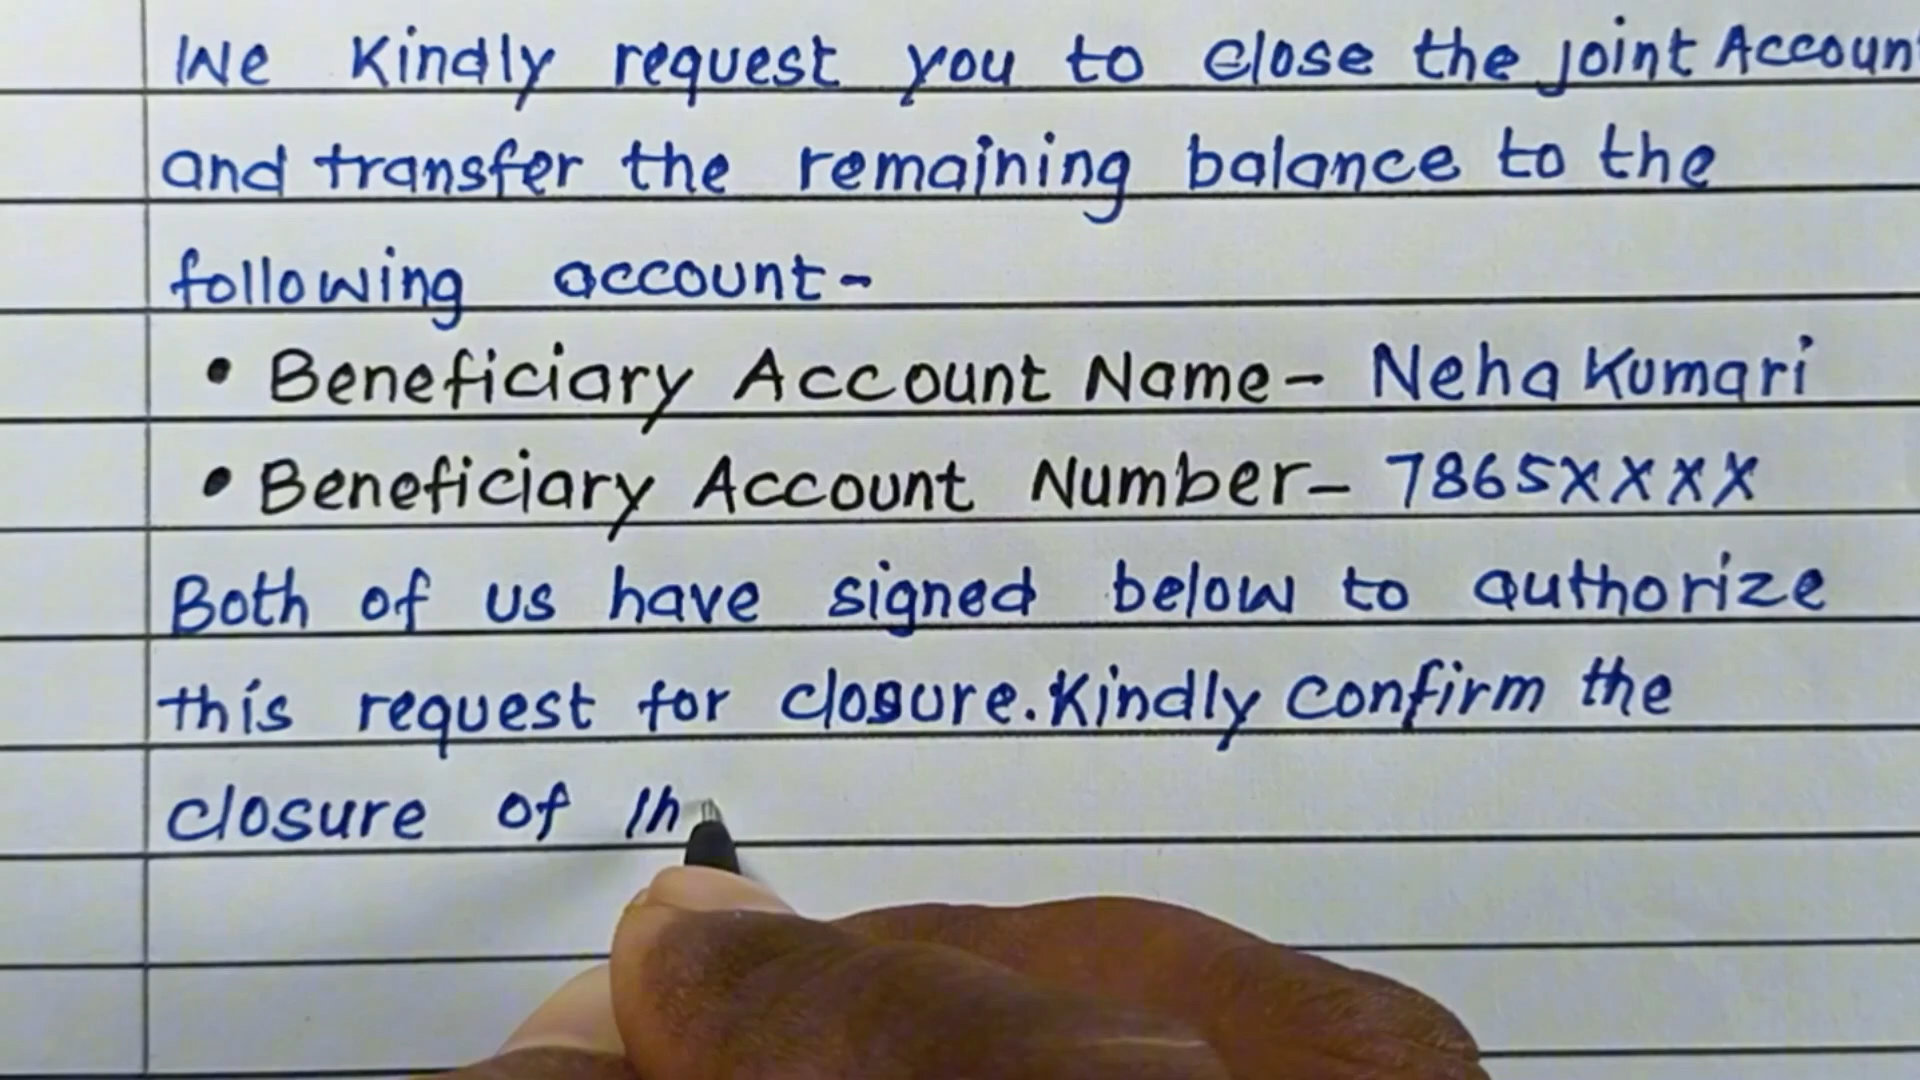 We Kindly request you to close the joint Accoun
and transfer the remaining balance to the
following account-
• Beneficiary Account Name- Neha Kumari
• Beneficiary Account Number- 7865XXXX
Both of us have signed below to authorize
this request for closure. Kindly confirm the
closure of th